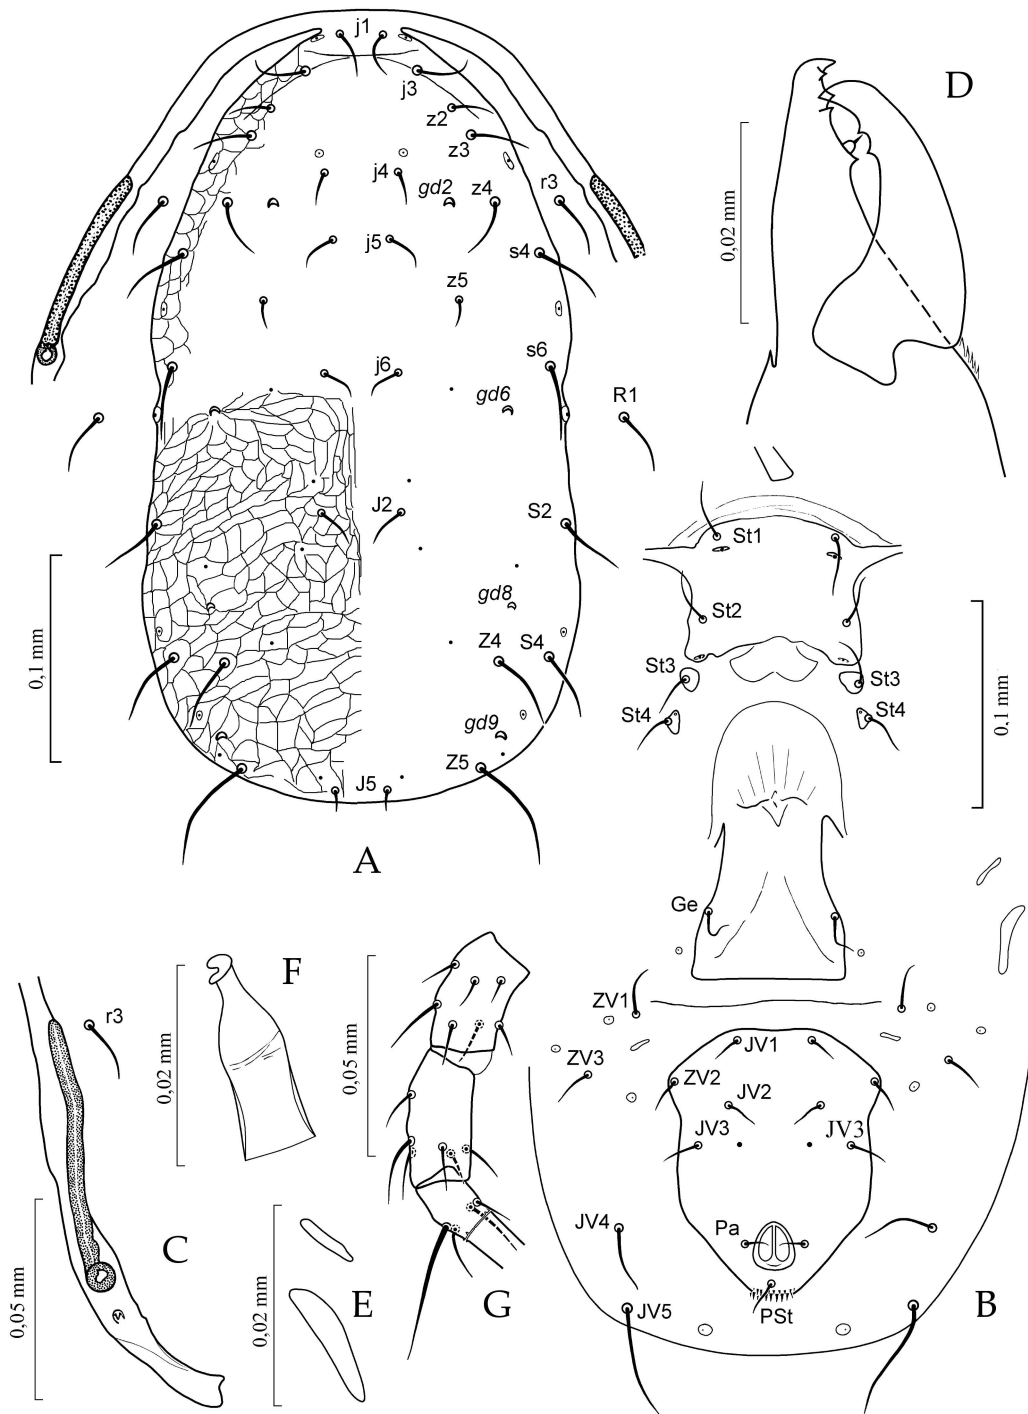 j1
D
j3
z2
z3
j4
gd2
z4
r3
0,02 mm
j5
s4
z5
j6
s6
gd6
R1
J2
S2
St1
gd8
St2
0,1 mm
Z4
S4
St3
St3
0,1 mm
gd9
St4
St4
J5
Z5
A
Ge
F
r3
0,02 mm
0,05 mm
ZV1
ZV3
JV1
ZV2
JV2
JV3
JV3
C
JV4
Pa
0,05 mm
0,02 mm
E
G
JV5
PSt
B